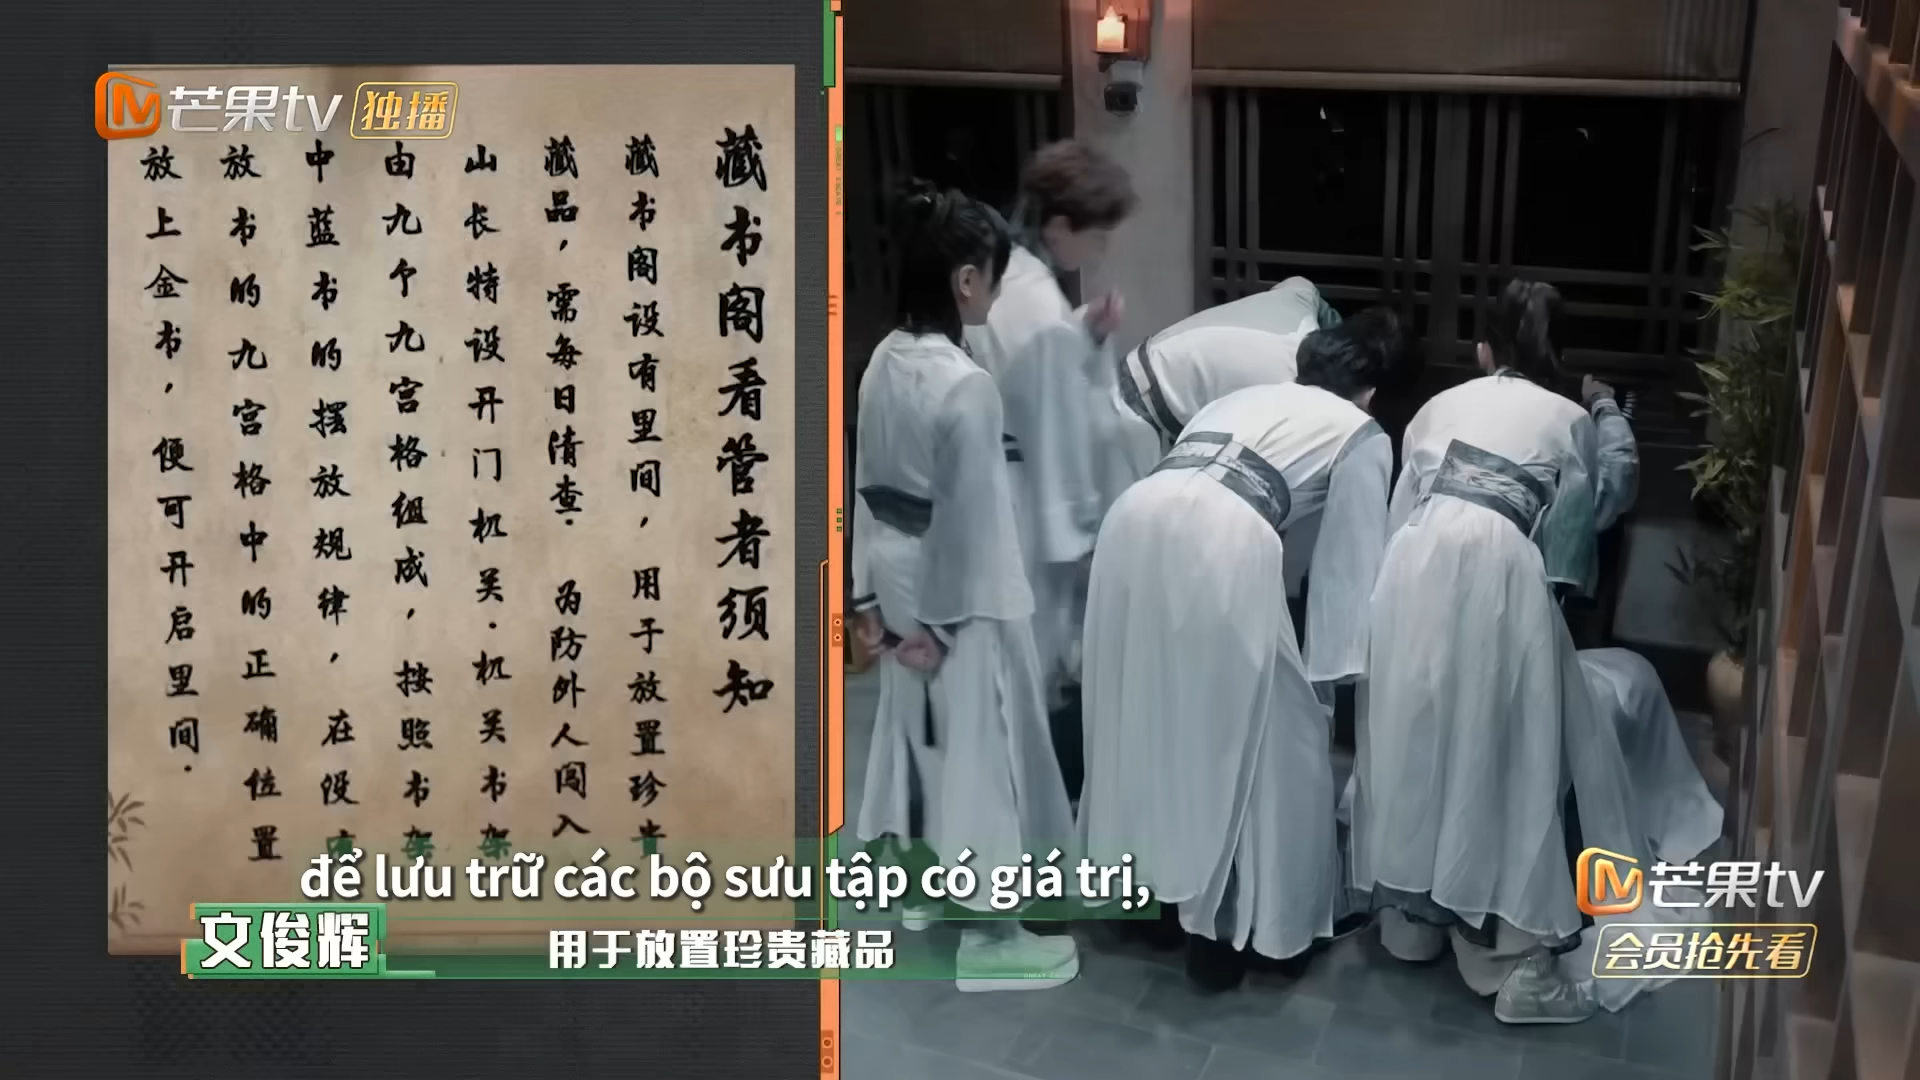 芒果tv 独播
藏书阁看管者须知
藏书阁设有里间，用于放置珍贵
藏品，需每日清查。为防外人闯入
山长特设开门机关。机关书架
由九个九宫格组成，按照书架
中蓝书的摆放规律，在没有
放书的九宫格中的正确位置
放上金书，便可开启里间。
để lưu trữ các bộ sưu tập có giá trị,
文俊辉
用于放置珍贵藏品
芒果tv
会员抢先看